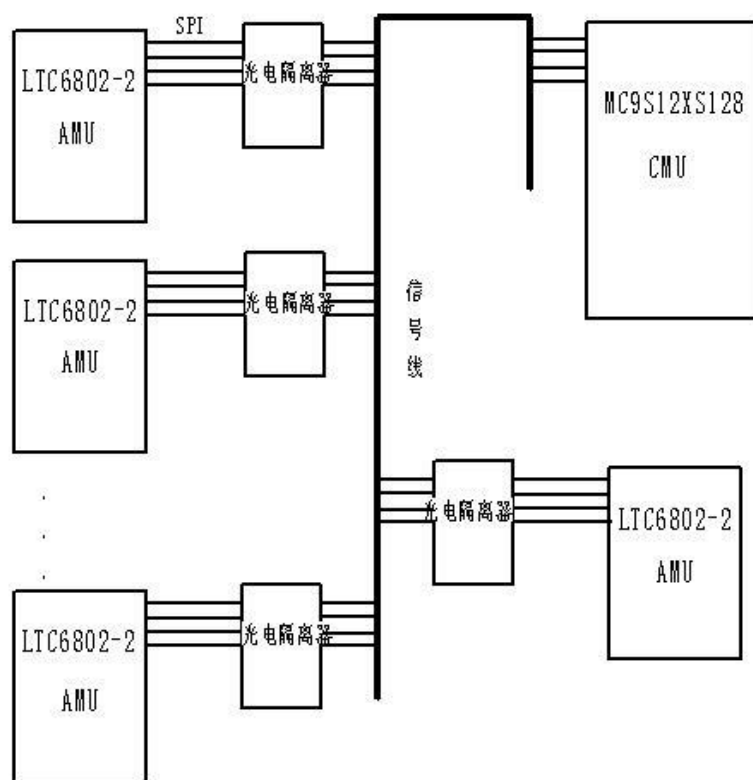 SPI
LTC6802-2
AMU
光电隔离器
MC9S12XS128
CMU
LTC6802-2
AMU
光电隔离器
信
号
线
光电隔离器
LTC6802-2
AMU
LTC6802-2
AMU
光电隔离器